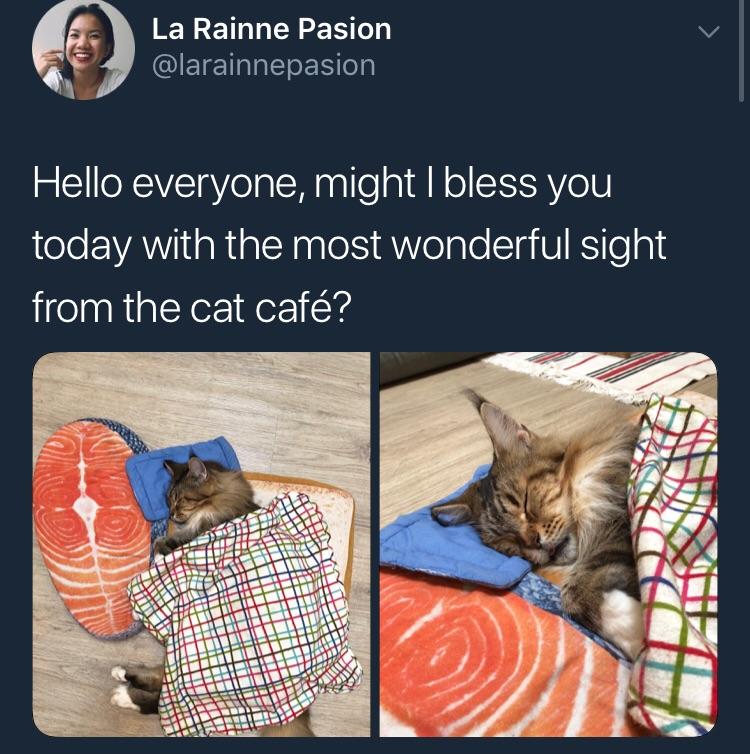 La Rainne Pasion
@larainnepasion
Hello everyone, might I bless you
today with the most wonderful sight
from the cat café?